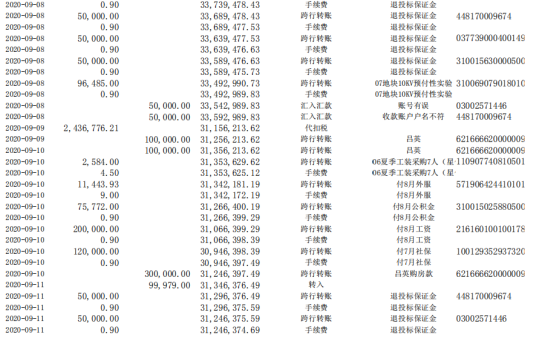 2020-09-08 0.90 33,739,478.43 手续费 退投标保证金
2020-09-08 50,000.00 33,689,478.43 跨行转账 退投标保证金 448170009674
2020-09-08 0.90 33,689,477.53 手续费 退投标保证金
2020-09-08 50,000.00 33,639,477.53 跨行转账 退投标保证金 037739000400149
2020-09-08 0.90 33,639,476.63 手续费 退投标保证金
2020-09-08 50,000.00 33,589,476.63 跨行转账 退投标保证金 310015630000500
2020-09-08 0.90 33,589,475.73 手续费 退投标保证金
2020-09-08 96,485.00 33,492,990.73 跨行转账 07地块10KV预付性实验 310069079018010
2020-09-08 0.90 33,492,989.83 手续费 07地块10KV预付性实验
2020-09-08 50,000.00 33,542,989.83 汇入汇款 账号有误 03002571446
2020-09-08 50,000.00 33,592,989.83 汇入汇款 收款账户户名不符 448170009674
2020-09-09 2,436,776.21 31,156,213.62 代扣税
2020-09-09 100,000.00 31,256,213.62 跨行转账 吕英 621666620000009
2020-09-10 100,000.00 31,356,213.62 跨行转账 吕英 621666620000009
2020-09-10 2,584.00 31,353,629.62 跨行转账 06夏季工装采购7人（星 110907740810501
2020-09-10 4.50 31,353,625.12 手续费 06夏季工装采购7人（星
2020-09-10 11,443.93 31,342,181.19 跨行转账 付8月外服 571906424410101
2020-09-10 9.00 31,342,172.19 手续费 付8月外服
2020-09-10 75,772.00 31,266,400.19 跨行转账 付8月公积金 310015025880500
2020-09-10 0.90 31,266,399.29 手续费 付8月公积金
2020-09-10 200,000.00 31,066,399.29 跨行转账 付8月工资 216160100100178
2020-09-10 0.90 31,066,398.39 手续费 付8月工资
2020-09-10 120,000.00 30,946,398.39 跨行转账 付7月社保 100129352937320
2020-09-10 0.90 30,946,397.49 手续费 付7月社保
2020-09-10 300,000.00 31,246,397.49 跨行转账 吕英购房款 621666620000009
2020-09-11 99,979.00 31,346,376.49 转入
2020-09-11 50,000.00 31,296,376.49 跨行转账 退投标保证金 448170009674
2020-09-11 0.90 31,296,375.59 手续费 退投标保证金
2020-09-11 50,000.00 31,246,375.59 跨行转账 退投标保证金 03002571446
2020-09-11 0.90 31,246,374.69 手续费 退投标保证金